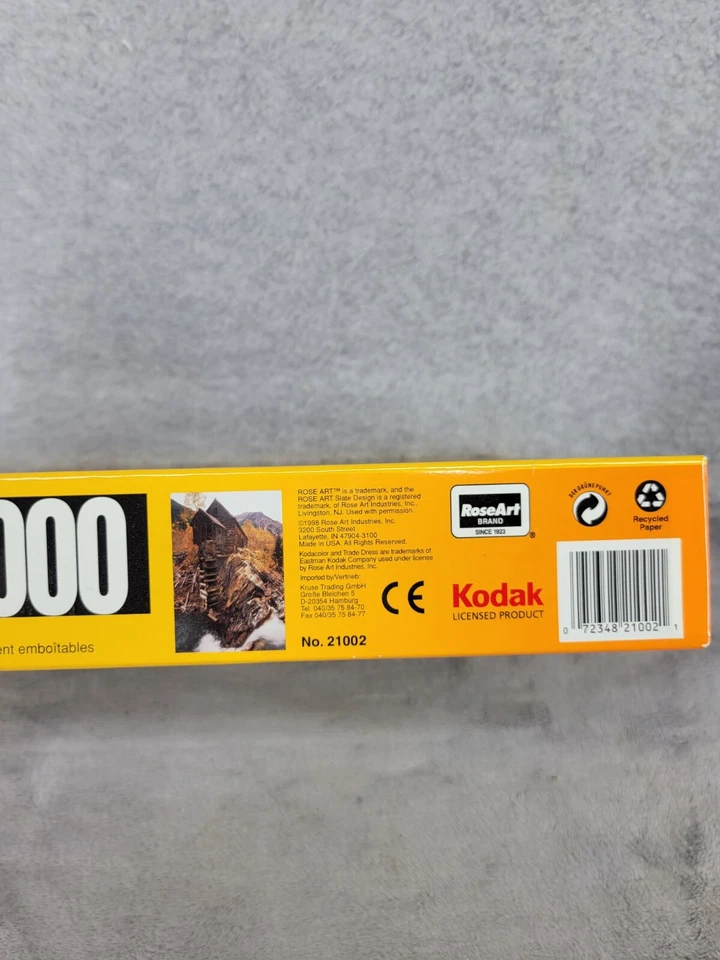 000
ent emboîtables
ROSE ART™ is a trademark, and the
ROSE ART Slate Design is a registered
trademark, of Rose Art Industries, Inc.,
Livingston, NJ. Used with permission.
©1998 Rose Art Industries, Inc.
3200 South Street
Lafayette, IN 47904-3100
Made in USA. All Rights Reserved.
Kodacolor and Trade Dress are trademarks of
Eastman Kodak Company used under license
by Rose Art Industries, Inc.
Imported by/Vertrieb:
Kruse Trading GmbH
Große Bleichen 5
D-20354 Hamburg
Tel. 040/35 75 84-70
Fax 040/35 75 84-77
No. 21002
CE
RoseArt
BRAND
SINCE 1923
®
Kodak
LICENSED PRODUCT
DER GRÜNE PUNKT
Recycled
Paper
0 72348 21002 1